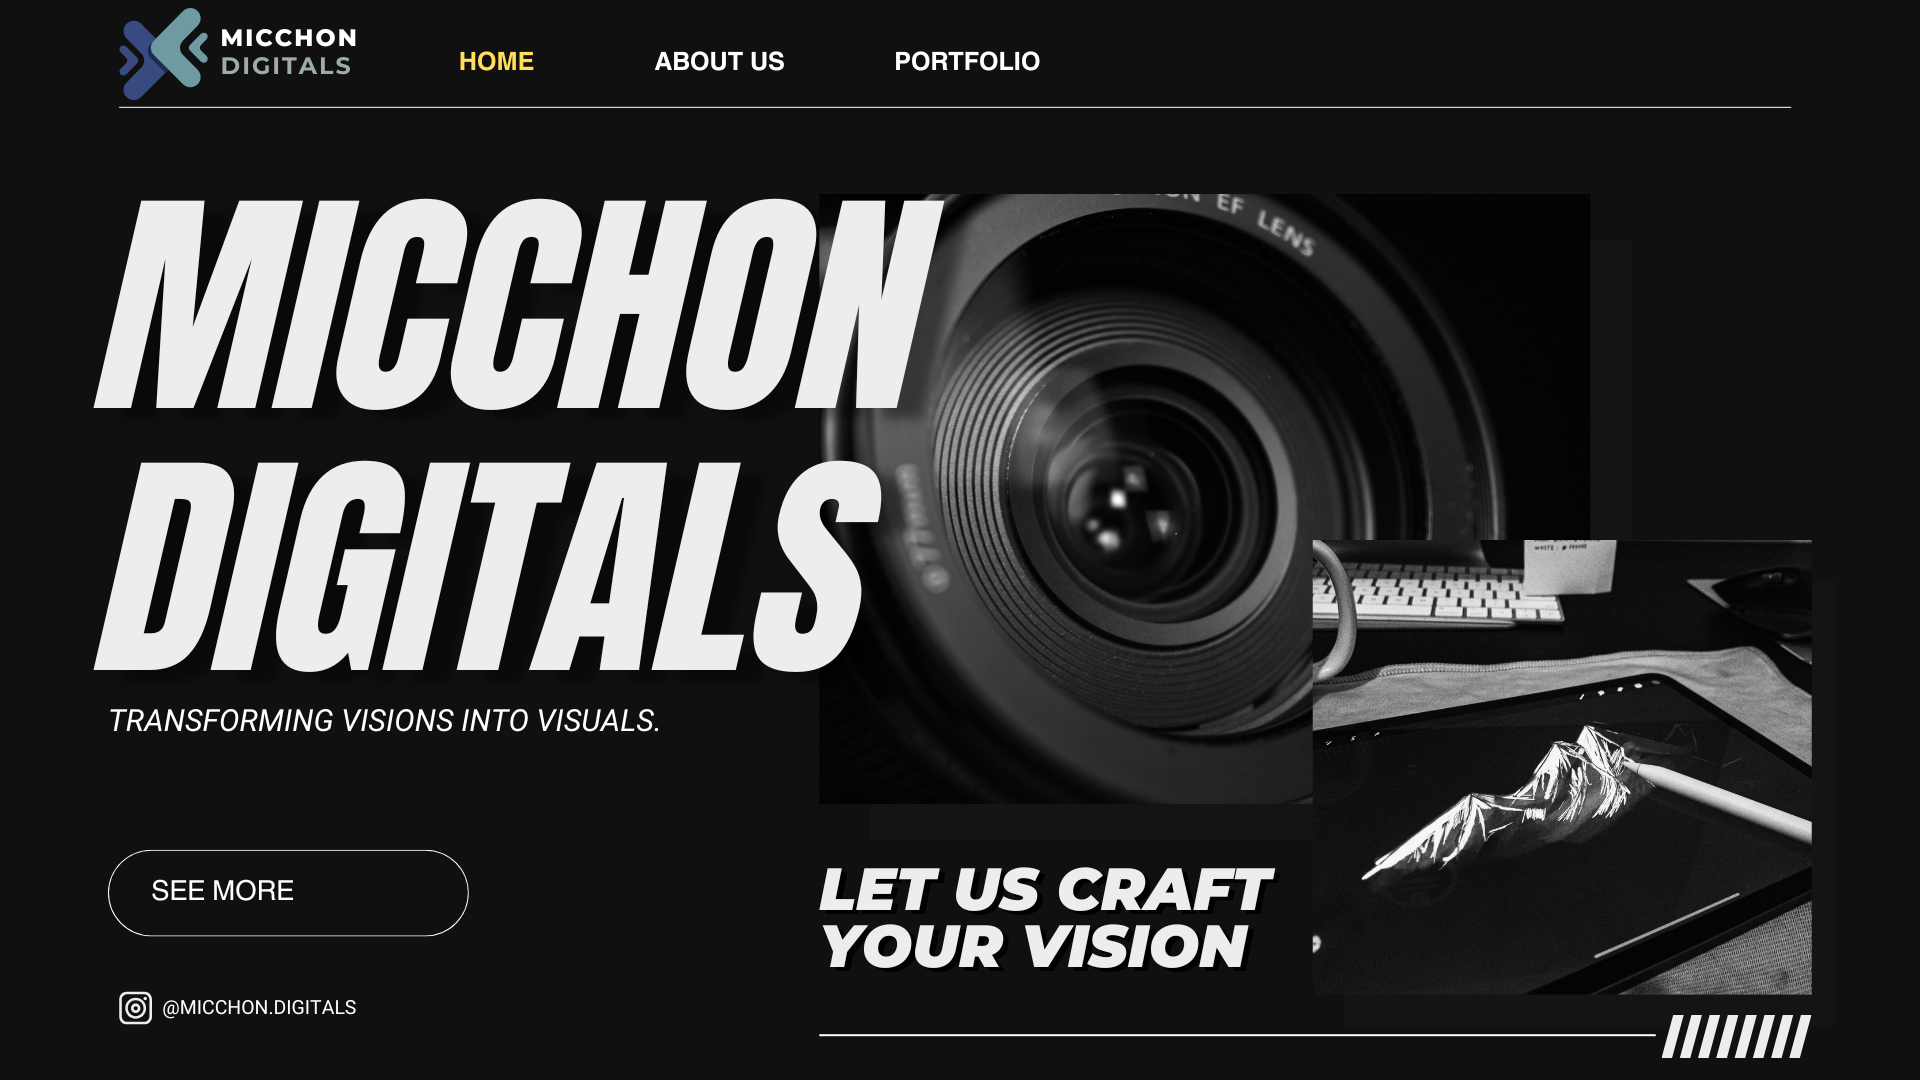 MICCHON
DIGITALS
HOME
ABOUT US
PORTFOLIO
MICCHON
DIGITALS
EF LENS
TRANSFORMING VISIONS INTO VISUALS.
SEE MORE
LET US CRAFT
YOUR VISION
@MICCHON.DIGITALS